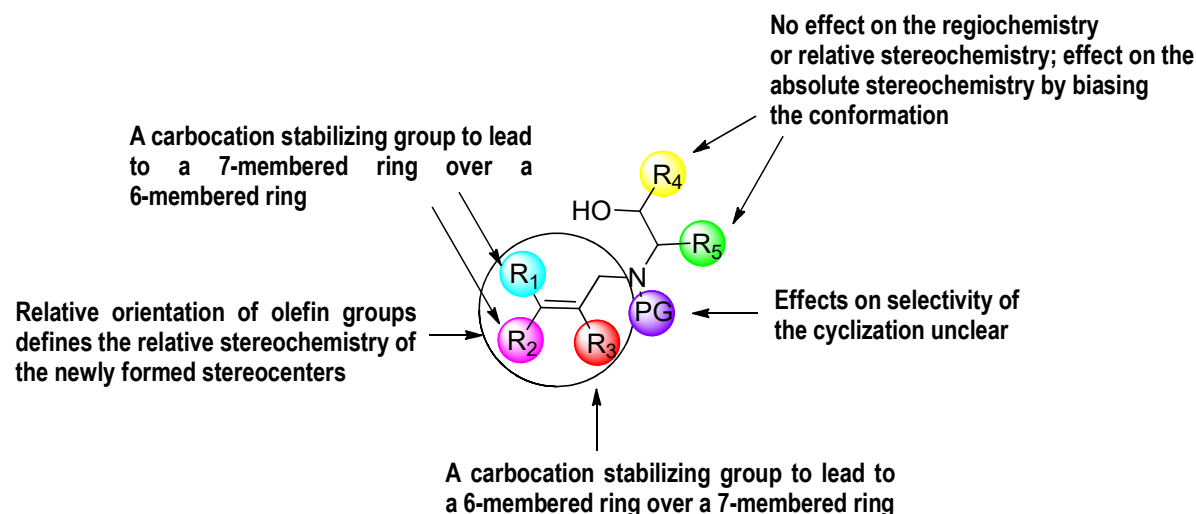 No effect on the regiochemistry
or relative stereochemistry; effect on the
absolute stereochemistry by biasing
the conformation
A carbocation stabilizing group to lead
to a 7-membered ring over a
6-membered ring
R4
HO
R5
R1
N
PG
R2
R3
Relative orientation of olefin groups
defines the relative stereochemistry of
the newly formed stereocenters
Effects on selectivity of
the cyclization unclear
A carbocation stabilizing group to lead to
a 6-membered ring over a 7-membered ring